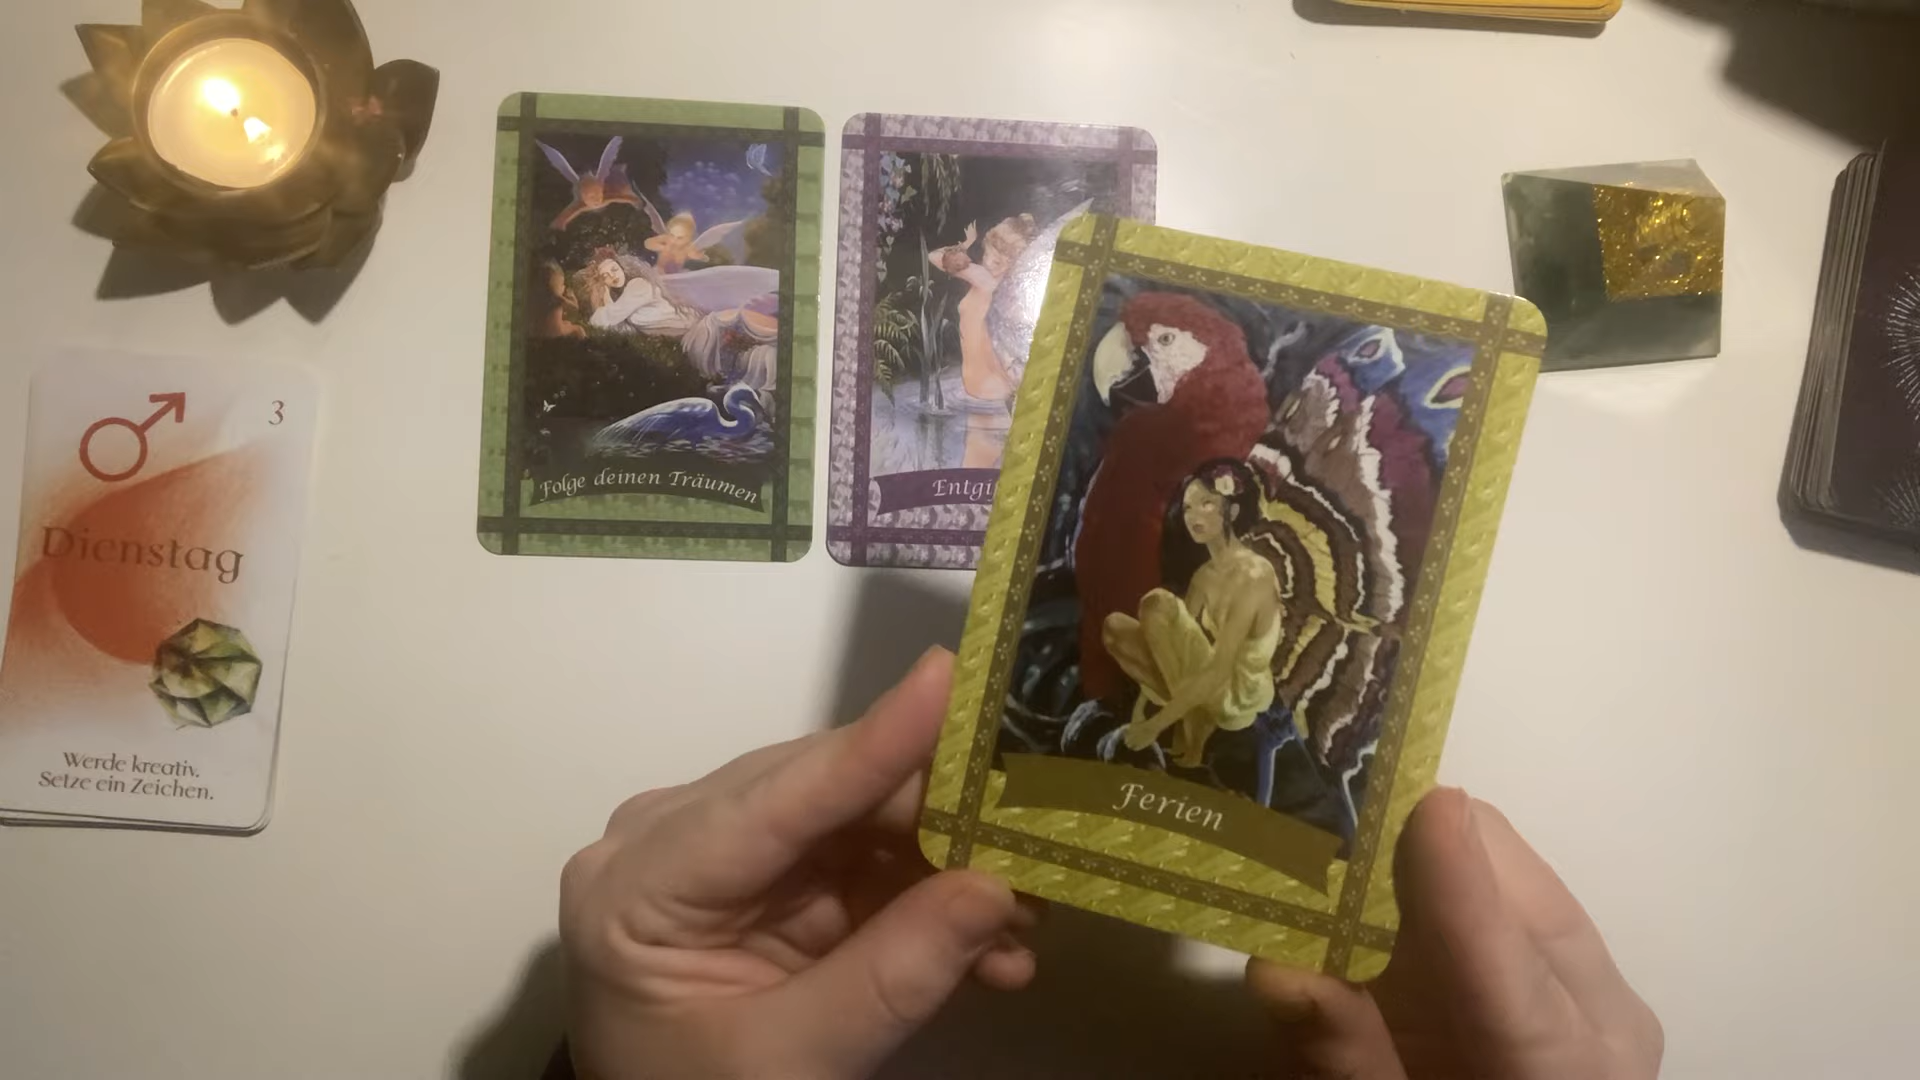 Folge deinen Träumen
Ferien
3
Dienstag
Werde kreativ.
Setze ein Zeichen.